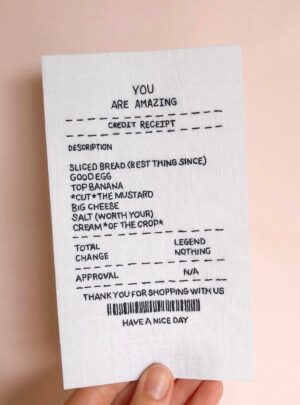 YOU
ARE AMAZING
CREDIT RECEIPT
DESCRIPTION
SLICED BREAD (BEST THING SINCE)
GOOD EGG
TOP BANANA
*CUT* THE MUSTARD
BIG CHEESE
SALT (WORTH YOUR)
CREAM *OF THE CROP*
TOTAL LEGEND
CHANGE NOTHING
APPROVAL N/A
THANK YOU FOR SHOPPING WITH US
HAVE A NICE DAY